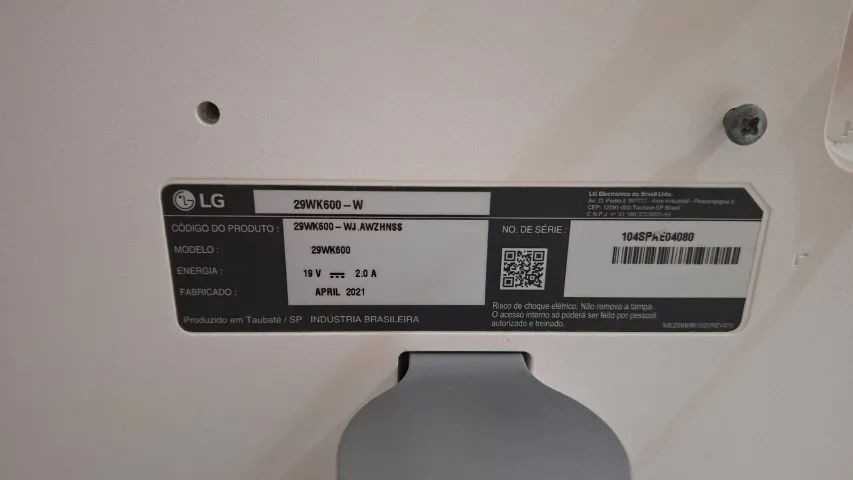 LG
29WK600-W
CÓDIGO DO PRODUTO : 29WK600-WJ.AWZHNSS
MODELO : 29WK600
ENERGIA : 19 V ⎓ 2.0 A
FABRICADO : APRIL 2021
Produzido em Taubaté / SP INDÚSTRIA BRASILEIRA
LG Electronics do Brasil Ltda.
NO. DE SÉRIE :
Risco de choque elétrico. Não remova a tampa.
O acesso interno só poderá ser feito por pessoal
autorizado e treinado.